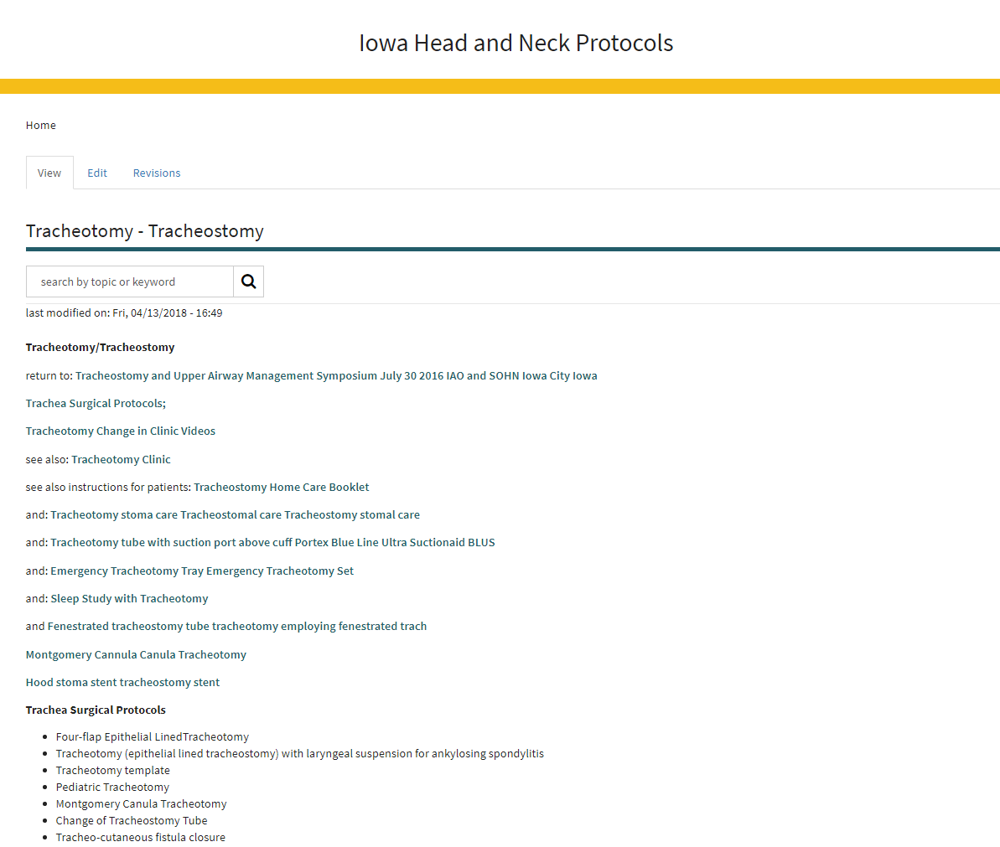 Iowa Head and Neck Protocols
Home
View Edit Revisions
Tracheotomy - Tracheostomy
search by topic or keyword
last modified on: Fri, 04/13/2018 - 16:49
Tracheotomy/Tracheostomy
return to: Tracheostomy and Upper Airway Management Symposium July 30 2016 IAO and SOHN Iowa City Iowa
Trachea Surgical Protocols;
Tracheotomy Change in Clinic Videos
see also: Tracheotomy Clinic
see also instructions for patients: Tracheostomy Home Care Booklet
and: Tracheotomy stoma care Tracheostomal care Tracheostomy stomal care
and: Tracheotomy tube with suction port above cuff Portex Blue Line Ultra Suctionaid BLUS
and: Emergency Tracheotomy Tray Emergency Tracheotomy Set
and: Sleep Study with Tracheotomy
and Fenestrated tracheostomy tube tracheotomy employing fenestrated trach
Montgomery Cannula Canula Tracheotomy
Hood stoma stent tracheostomy stent
Trachea Surgical Protocols
• Four-flap Epithelial LinedTracheotomy
• Tracheotomy (epithelial lined tracheostomy) with laryngeal suspension for ankylosing spondylitis
• Tracheotomy template
• Pediatric Tracheotomy
• Montgomery Canula Tracheotomy
• Change of Tracheostomy Tube
• Tracheo-cutaneous fistula closure